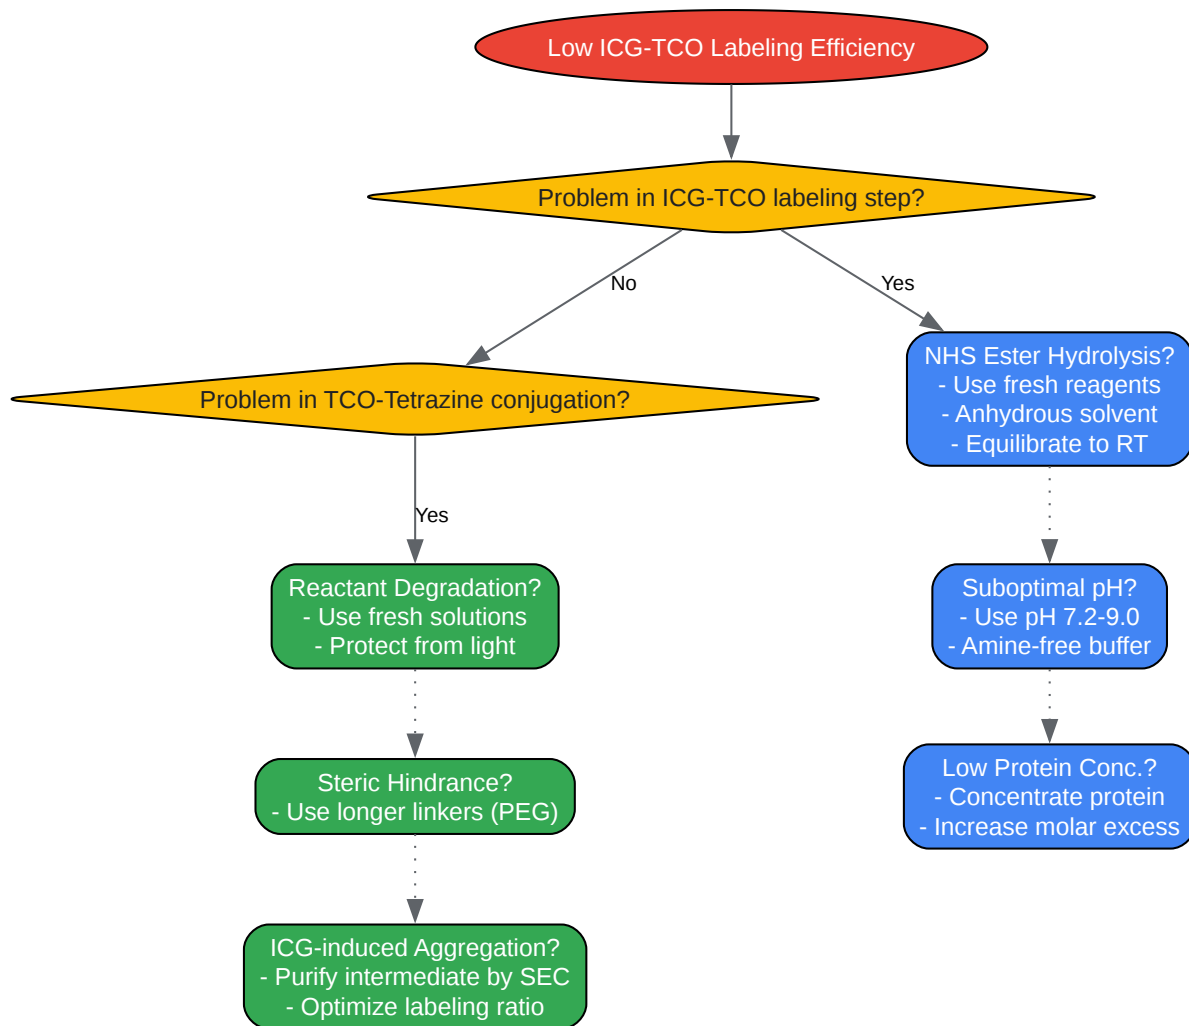 Low ICG-TCO Labeling Efficiency
Problem in ICG-TCO labeling step?
No
Yes
NHS Ester Hydrolysis?
- Use fresh reagents
- Anhydrous solvent
- Equilibrate to RT
Problem in TCO-Tetrazine conjugation?
Yes
Reactant Degradation?
- Use fresh solutions
- Protect from light
Suboptimal pH?
- Use pH 7.2-9.0
- Amine-free buffer
Steric Hindrance?
- Use longer linkers (PEG)
Low Protein Conc.?
- Concentrate protein
- Increase molar excess
ICG-induced Aggregation?
- Purify intermediate by SEC
- Optimize labeling ratio